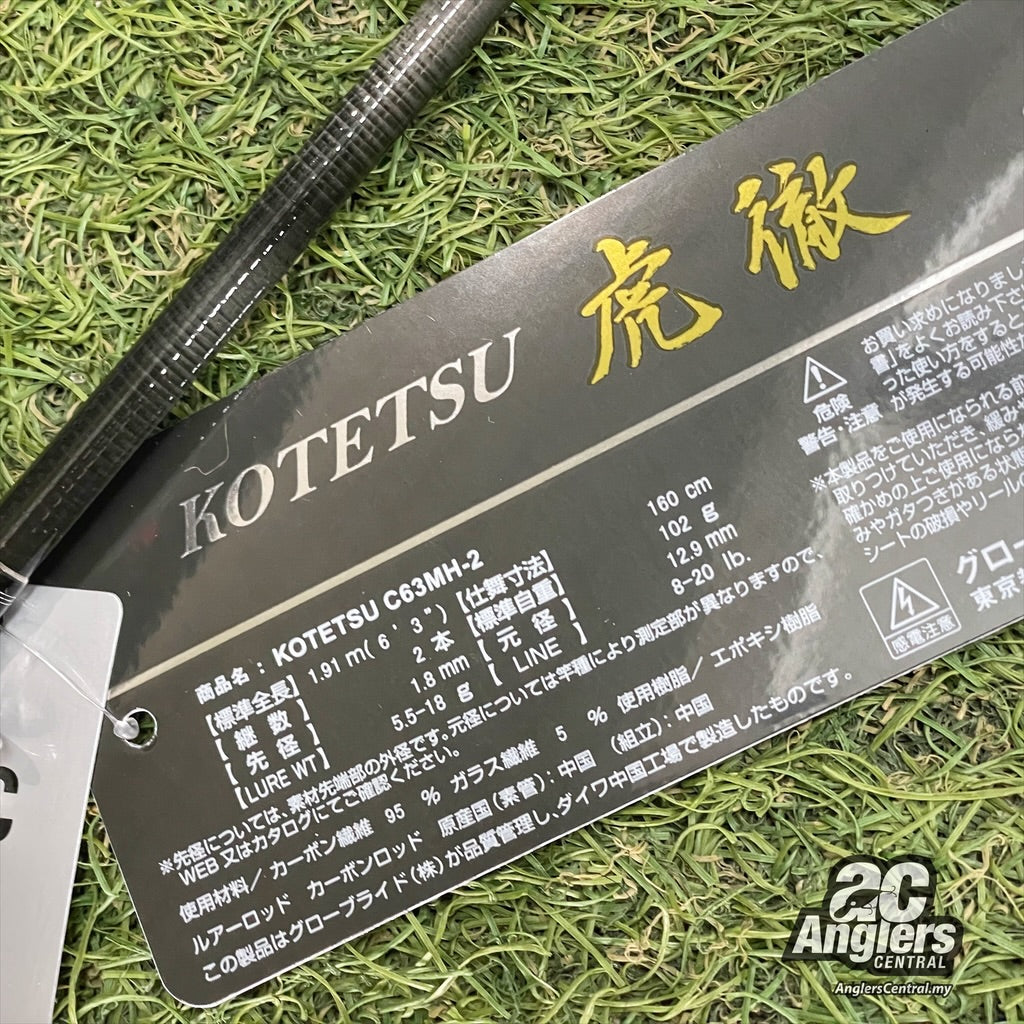 KOTETSU 虎徹
商品名 : KOTETSU C63MH-2
【標準全長】 1.91 m( 6 ' 3 " ) 【仕舞寸法】 160 cm
【継 数】 2 本 【標準自重】 102 g
【先 径】 1.8 mm 【元 径】 12.9 mm
【LURE WT】 5.5-18 g 【 LINE 】 8-20 lb.
※先径については、素材先端部の外径です。元径については竿種により測定部が異なりますので、
WEB 又はカタログにてご確認ください。
使用材料/ カーボン繊維 95 % ガラス繊維 5 % 使用樹脂/ エポキシ樹脂
ルアーロッド カーボンロッド 原産国(素管): 中国 (組立): 中国
この製品はグローブライド(株)が品質管理し、ダイワ中国工場で製造したものです。
危険
警告・注意
お買い求めになりまし
書」をよくお読み下さ
った使い方をすると
が発生する可能性
※本製品をご使用になられる前
取りつけていただき、緩み
確かめの上ご使用になら
みやガタつきがある状態
シートの破損やリールの
感電注意
グロー
東京
ac
Anglers
CENTRAL
AnglersCentral.my